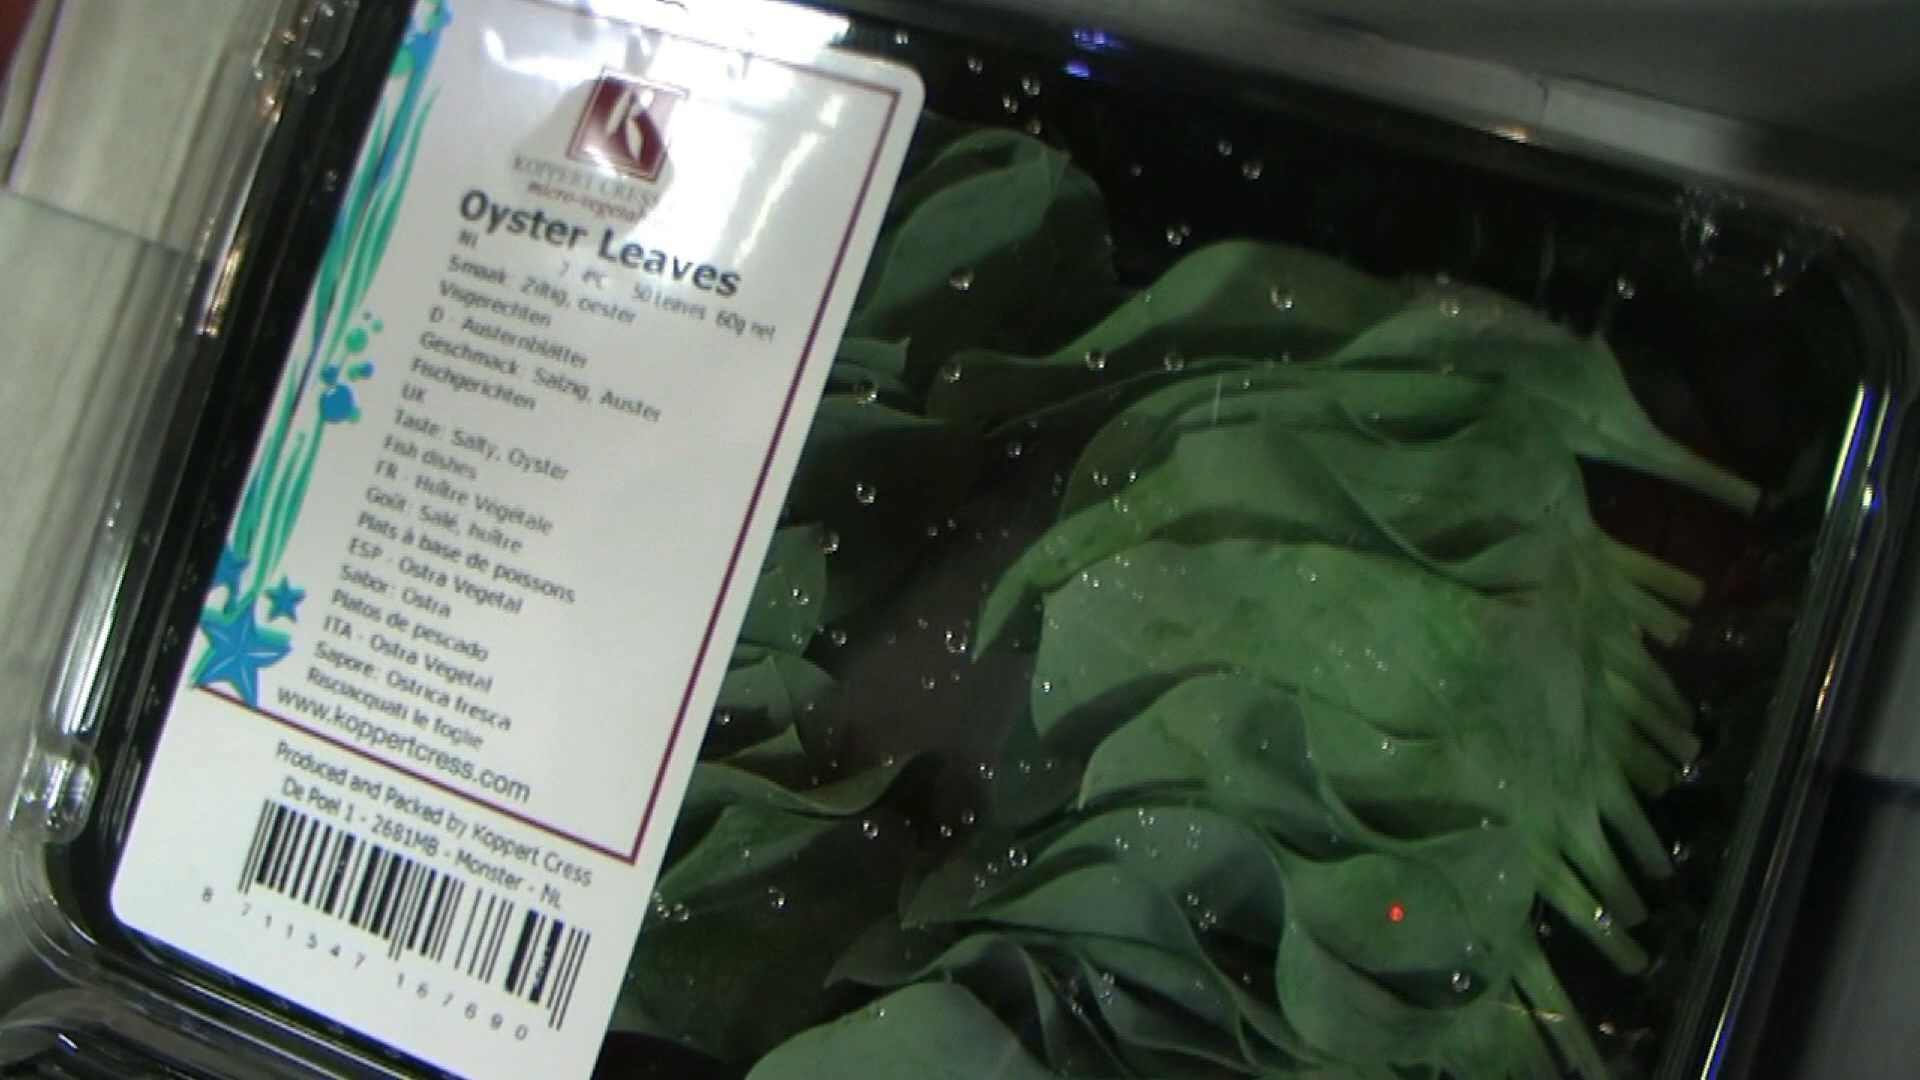 KOPPERT CRESS
micro-vegetables
Oyster Leaves
NL
50 Leaves 60g net
Smaak: Ziltig, oester
Visgerechten
D - Austernblätter
Geschmack: Salzig, Auster
Fischgerichten
UK
Taste: Salty, Oyster
Fish dishes
FR - Huître Végétale
Goût: Salé, huître
Plats à base de poissons
ESP - Ostra Vegetal
Sabor: Ostra
Platos de pescado
ITA - Ostra Vegetal
Sapore: Ostrica fresca
Risciacquati le foglie
www.koppertcress.com
Produced and Packed by Koppert Cress
De Poel 1 - 2681MB - Monster - NL
8 711547 167690